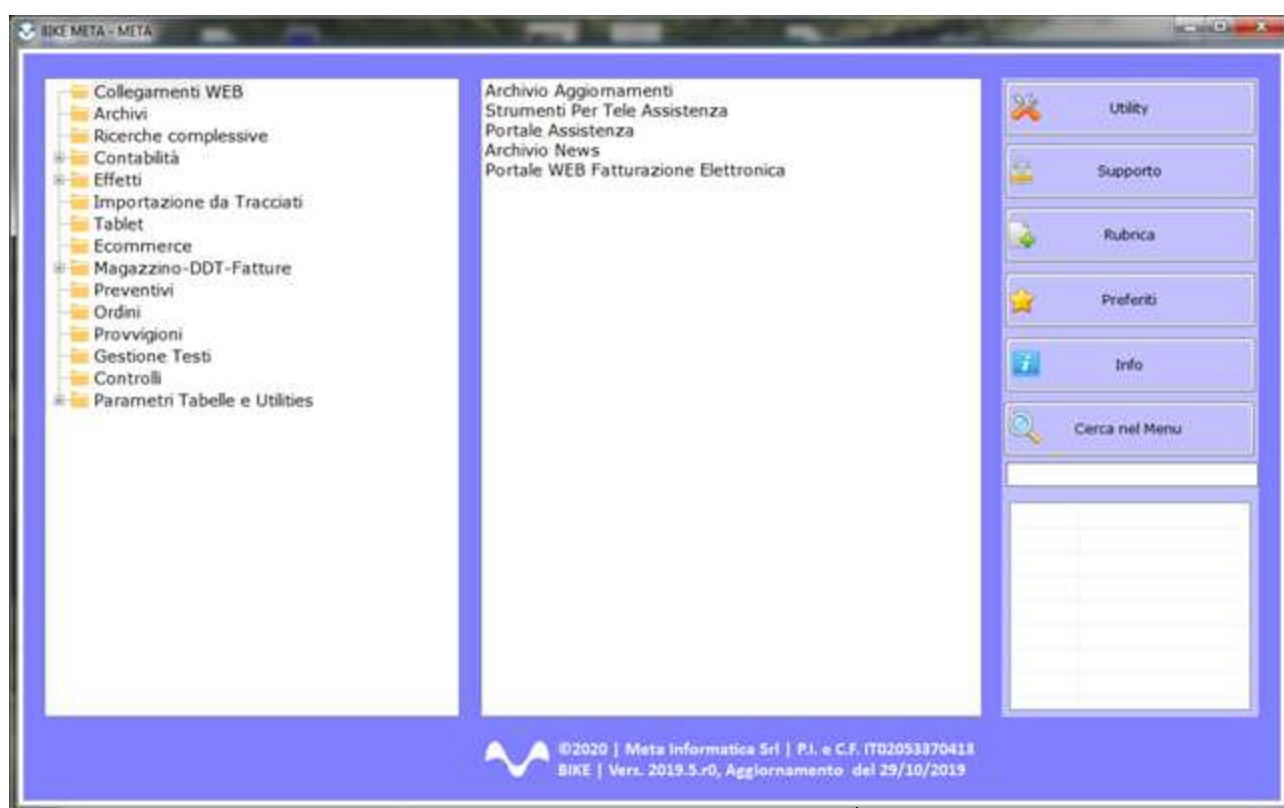 BIKE META - META
Collegamenti WEB
Archivi
Ricerche complessive
Contabilità
Effetti
Importazione da Tracciati
Tablet
Ecommerce
Magazzino-DDT-Fatture
Preventivi
Ordini
Provvigioni
Gestione Testi
Controlli
Parametri Tabelle e Utilities
Archivio Aggiornamenti
Strumenti Per Tele Assistenza
Portale Assistenza
Archivio News
Portale WEB Fatturazione Elettronica
Utility
Supporto
Rubrica
Preferiti
Info
Cerca nel Menu
©2020 | Meta Informatica Srl | P.I. e C.F. IT02053370413
BIKE | Vers. 2019.5.r0, Aggiornamento del 29/10/2019